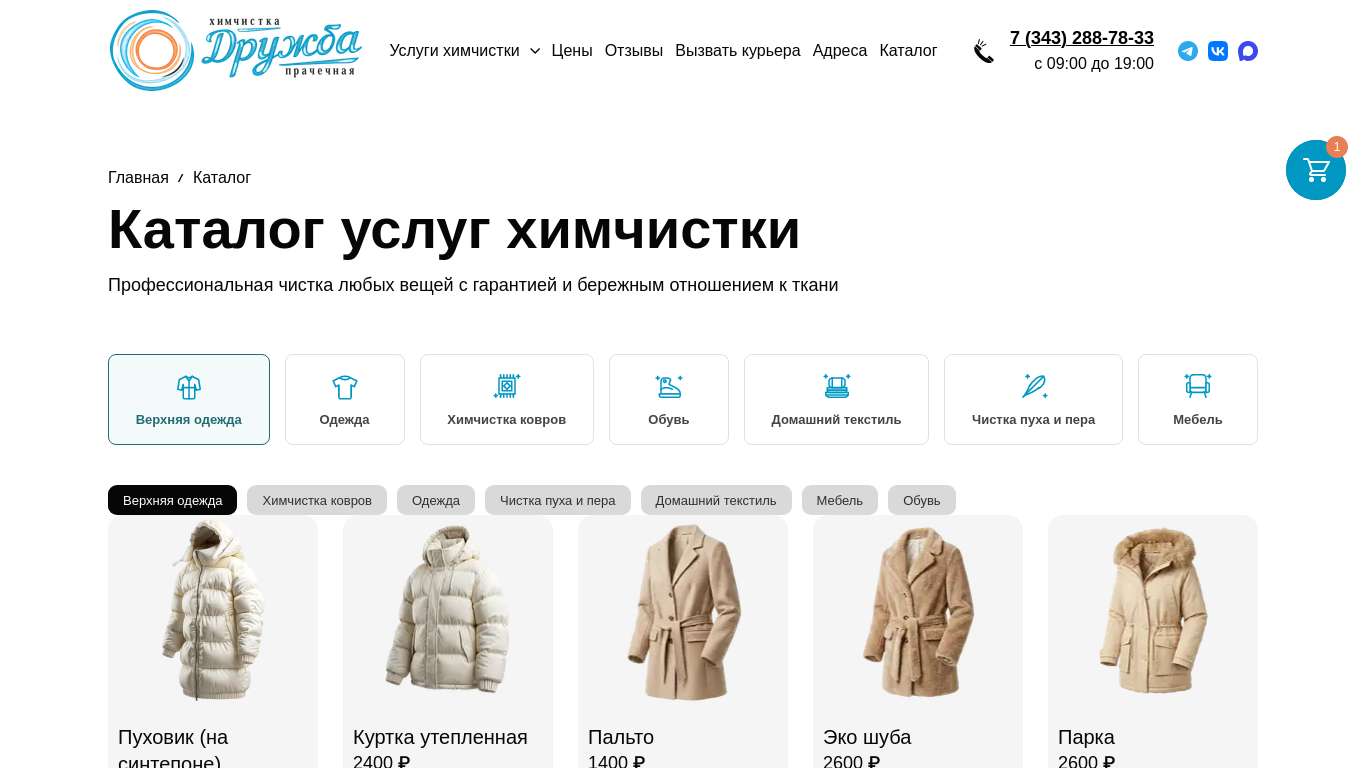 химчистка
Дружба
прачечная
Услуги химчистки
Цены
Отзывы
Вызвать курьера
Адреса
Каталог
7 (343) 288-78-33
с 09:00 до 19:00
1
Главная / Каталог
Каталог услуг химчистки
Профессиональная чистка любых вещей с гарантией и бережным отношением к ткани
Верхняя одежда
Одежда
Химчистка ковров
Обувь
Домашний текстиль
Чистка пуха и пера
Мебель
Верхняя одежда
Химчистка ковров
Одежда
Чистка пуха и пера
Домашний текстиль
Мебель
Обувь
Пуховик (на
синтепоне)
Куртка утепленная
2400 ₽
Пальто
1400 ₽
Эко шуба
2600 ₽
Парка
2600 ₽